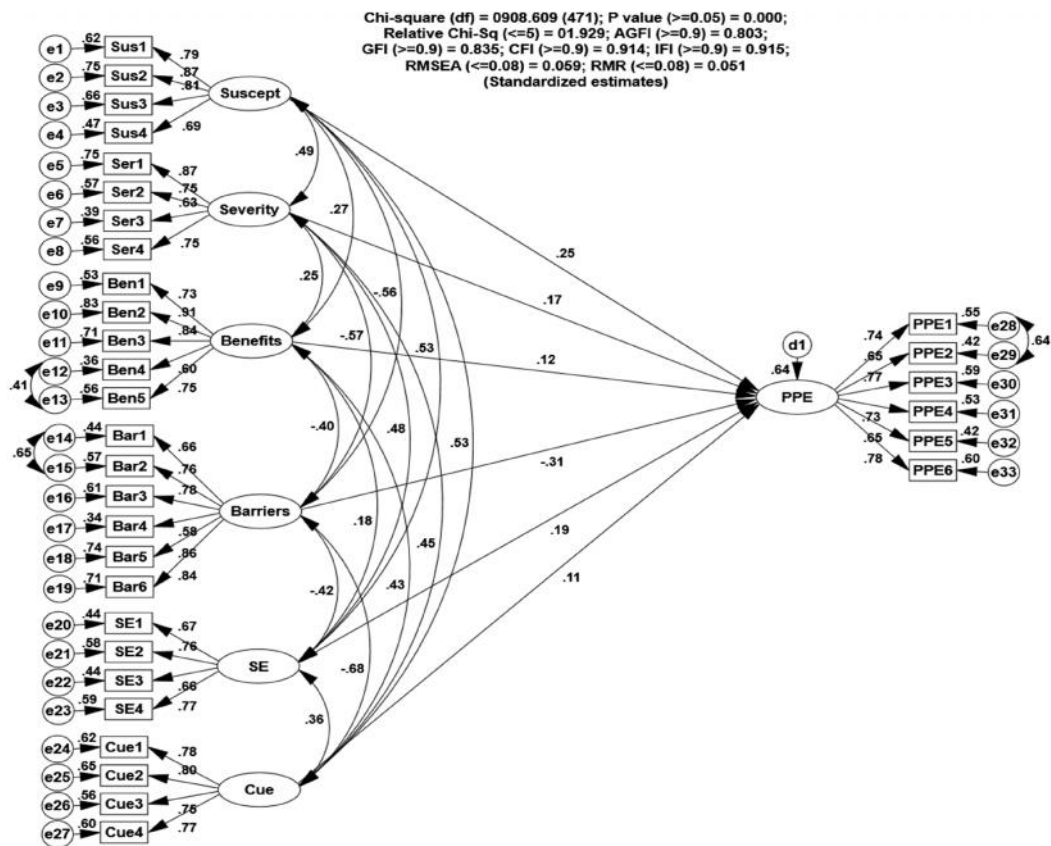 Chi-square (df) = 0908.609 (471); P value (>=0.05) = 0.000;
Relative Chi-Sq (<=5) = 01.929; AGFI (>=0.9) = 0.803;
GFI (>=0.9) = 0.835; CFI (>=0.9) = 0.914; IFI (>=0.9) = 0.915;
RMSEA (<=0.08) = 0.059; RMR (<=0.08) = 0.051
(Standardized estimates)
e1 .62 Sus1 .79
e2 .75 Sus2 .87
e3 .66 Sus3 .81
e4 .47 Sus4 .69
Suscept
e5 .75 Ser1 .87
e6 .57 Ser2 .75
e7 .39 Ser3 .63
e8 .56 Ser4 .75
Severity
e9 .53 Ben1 .73
e10 .83 Ben2 .91
e11 .71 Ben3 .84
e12 .36 Ben4 .60
e13 .56 Ben5 .75
.41
Benefits
e14 .44 Bar1 .66
e15 .57 Bar2 .76
e16 .61 Bar3 .78
e17 .34 Bar4 .58
e18 .74 Bar5 .86
e19 .71 Bar6 .84
.65
Barriers
e20 .44 SE1 .67
e21 .58 SE2 .76
e22 .44 SE3 .66
e23 .59 SE4 .77
SE
e24 .62 Cue1 .78
e25 .65 Cue2 .80
e26 .56 Cue3 .75
e27 .60 Cue4 .77
Cue
.49
.27
.25
-.56
-.57
.53
-.40
.48
.53
.18
.45
-.42
.43
-.68
.36
.25
.17
.12
-.31
.19
.11
d1
.64
PPE
.74 PPE1 .55 e28
.65 PPE2 .42 e29
.77 PPE3 .59 e30
.73 PPE4 .53 e31
.65 PPE5 .42 e32
.78 PPE6 .60 e33
.64